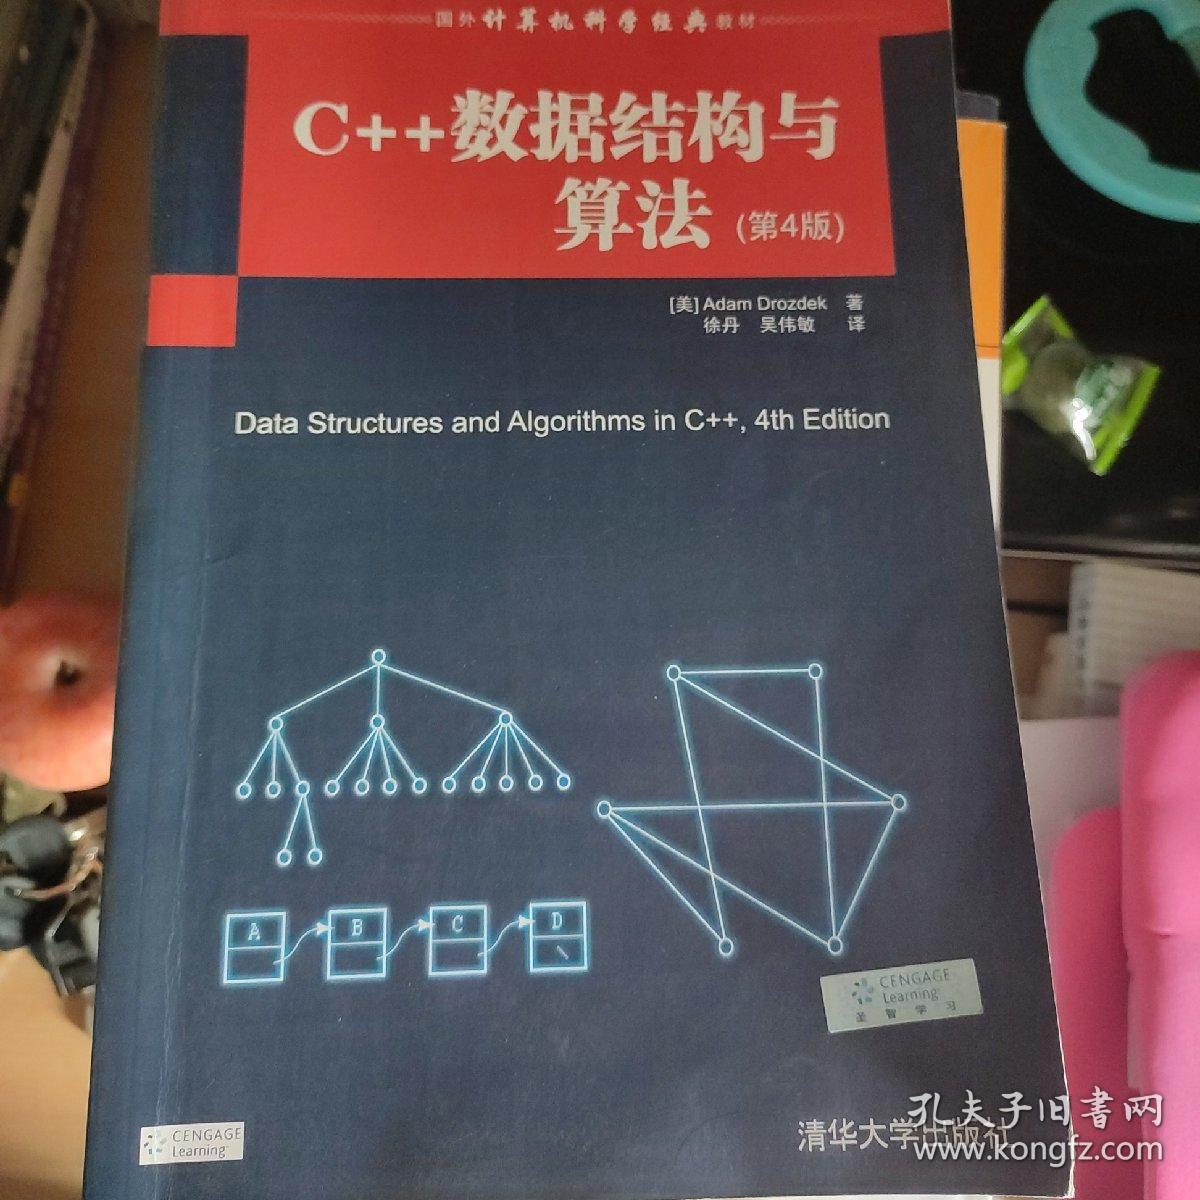 国外计算机科学经典教材
C++数据结构与
算法(第4版)
[美] Adam Drozdek 著
徐丹 吴伟敏 译
Data Structures and Algorithms in C++, 4th Edition
A B C D
CENGAGE
Learning
圣智学习
CENGAGE
Learning
清华大学出版社
孔夫子旧书网
www.kongfz.com